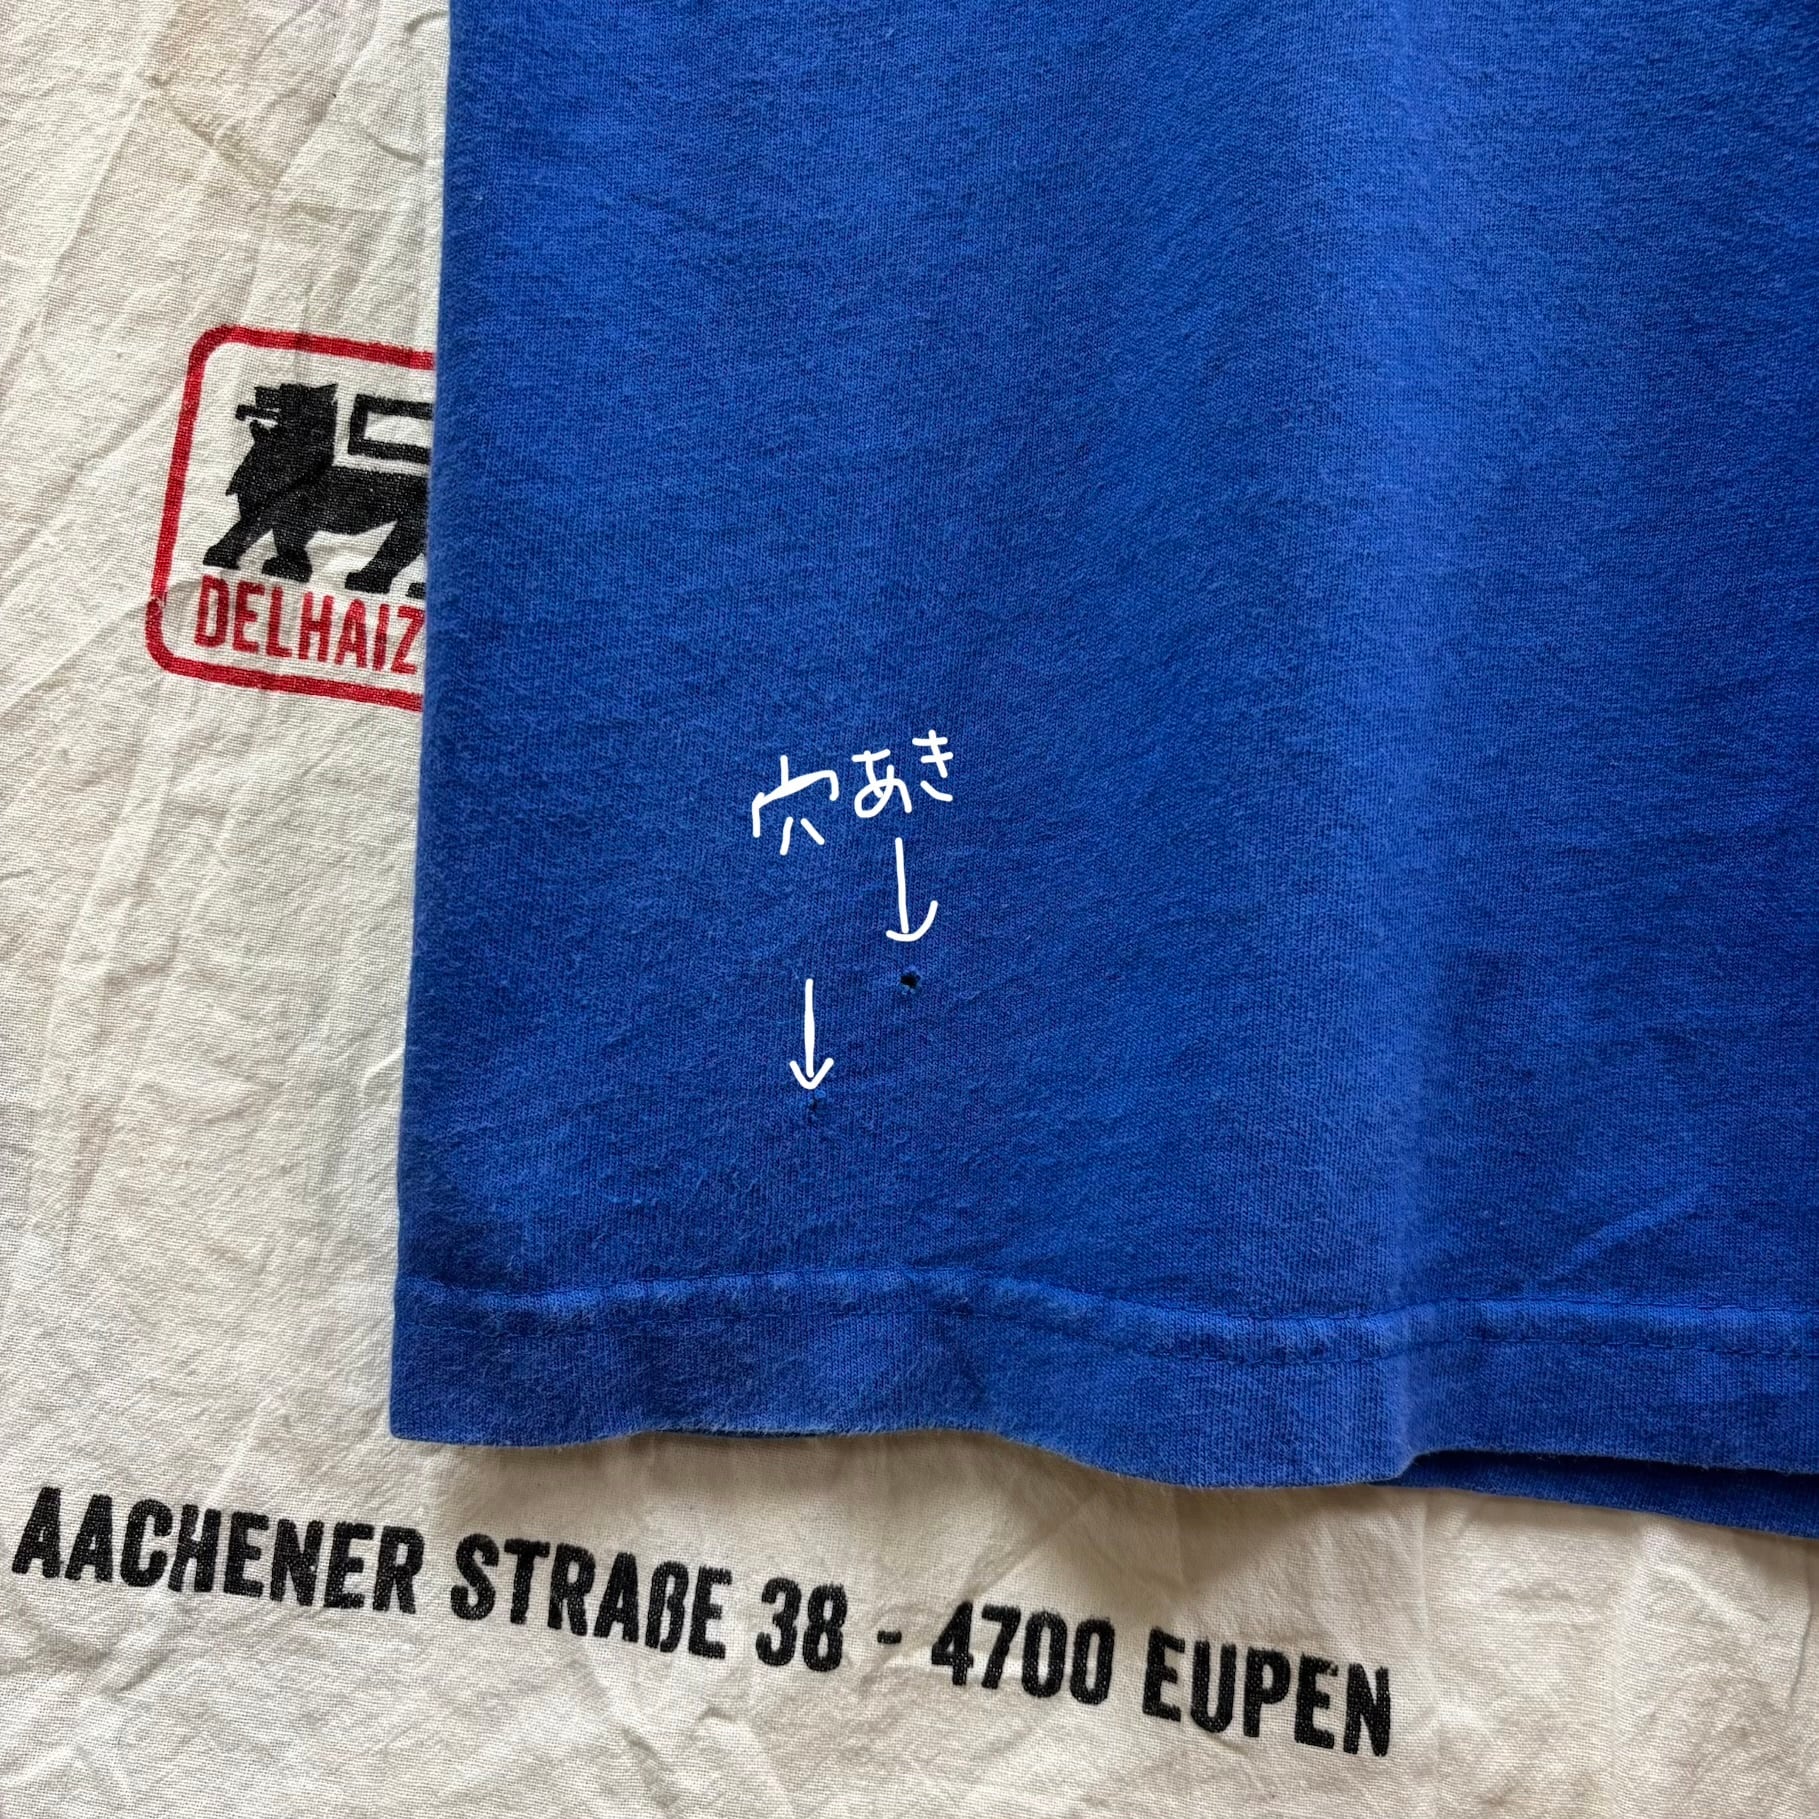 DELHAIZ
穴あき
AACHENER STRAßE 38 - 4700 EUPEN